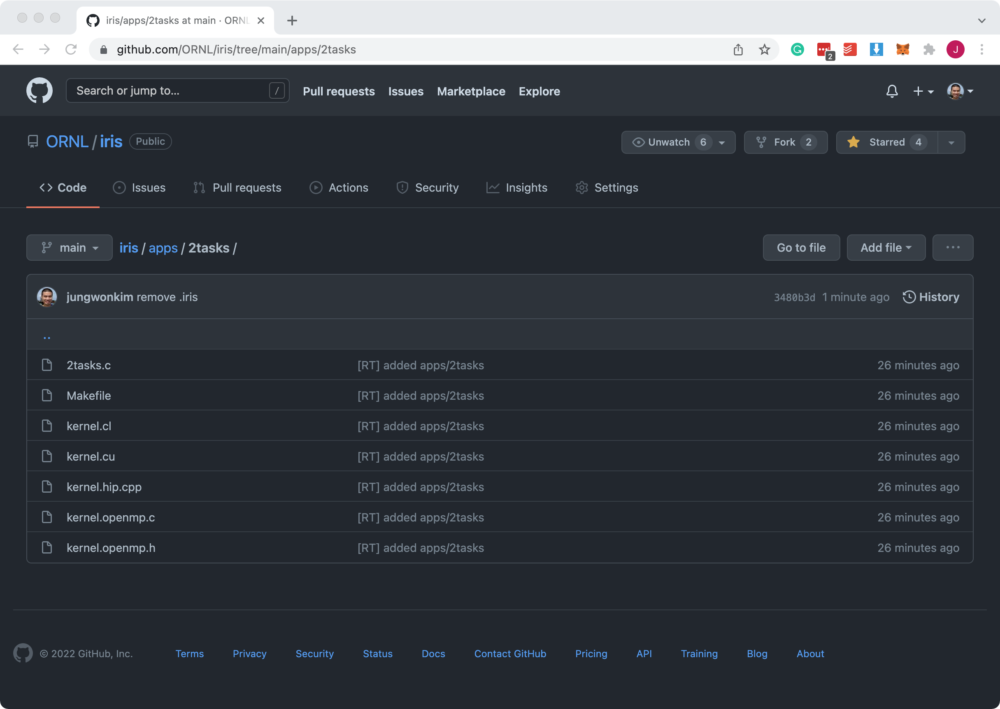 iris/apps/2tasks at main · ORNL
github.com/ORNL/iris/tree/main/apps/2tasks
2
J
Search or jump to...
/
Pull requests
Issues
Marketplace
Explore
ORNL / iris
Public
Unwatch 6
Fork 2
Starred 4
Code
Issues
Pull requests
Actions
Security
Insights
Settings
main
iris / apps / 2tasks /
Go to file
Add file
jungwonkim remove .iris
3480b3d 1 minute ago
History
..
2tasks.c [RT] added apps/2tasks 26 minutes ago
Makefile [RT] added apps/2tasks 26 minutes ago
kernel.cl [RT] added apps/2tasks 26 minutes ago
kernel.cu [RT] added apps/2tasks 26 minutes ago
kernel.hip.cpp [RT] added apps/2tasks 26 minutes ago
kernel.openmp.c [RT] added apps/2tasks 26 minutes ago
kernel.openmp.h [RT] added apps/2tasks 26 minutes ago
© 2022 GitHub, Inc.
Terms
Privacy
Security
Status
Docs
Contact GitHub
Pricing
API
Training
Blog
About